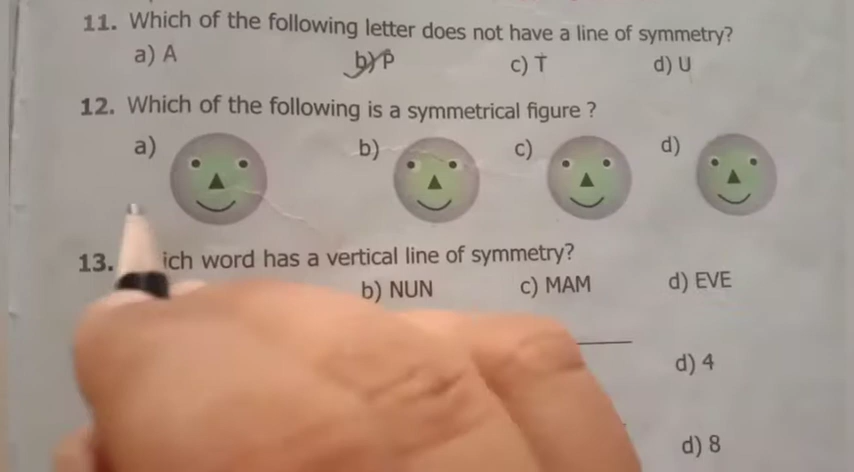 11. Which of the following letter does not have a line of symmetry?
a) A b) P c) T d) U
12. Which of the following is a symmetrical figure ?
a) b) c) d)
13. ich word has a vertical line of symmetry?
b) NUN c) MAM d) EVE
d) 4
d) 8